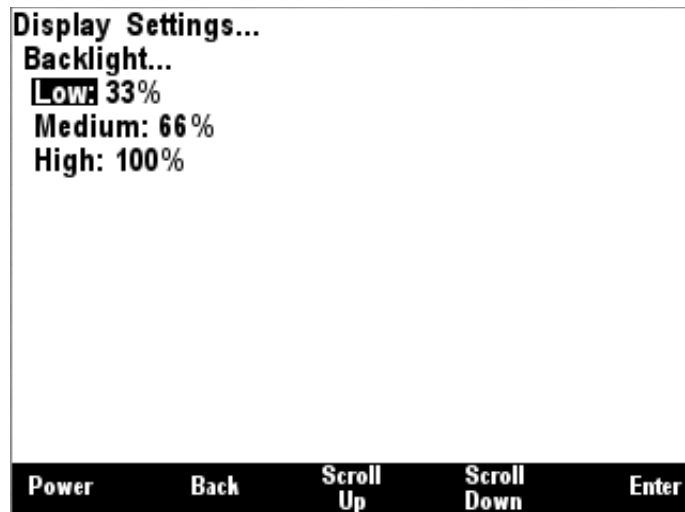 Display Settings...
Backlight...
Low: 33%
Medium: 66%
High: 100%
Power Back Scroll Up Scroll Down Enter